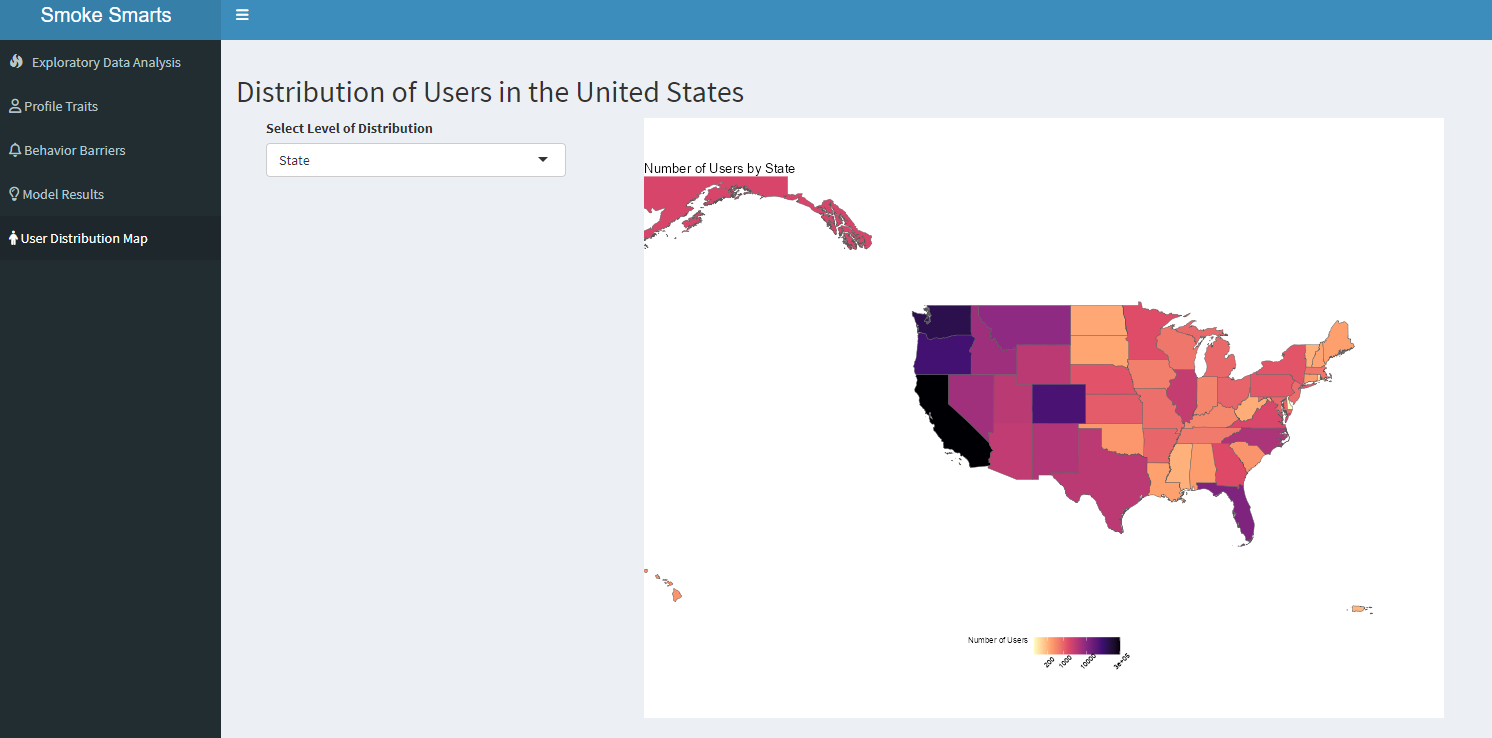 Smoke Smarts
Exploratory Data Analysis
Profile Traits
Behavior Barriers
Model Results
User Distribution Map
Distribution of Users in the United States
Select Level of Distribution
State
Number of Users by State
Number of Users
200
1000
10000
3e+05